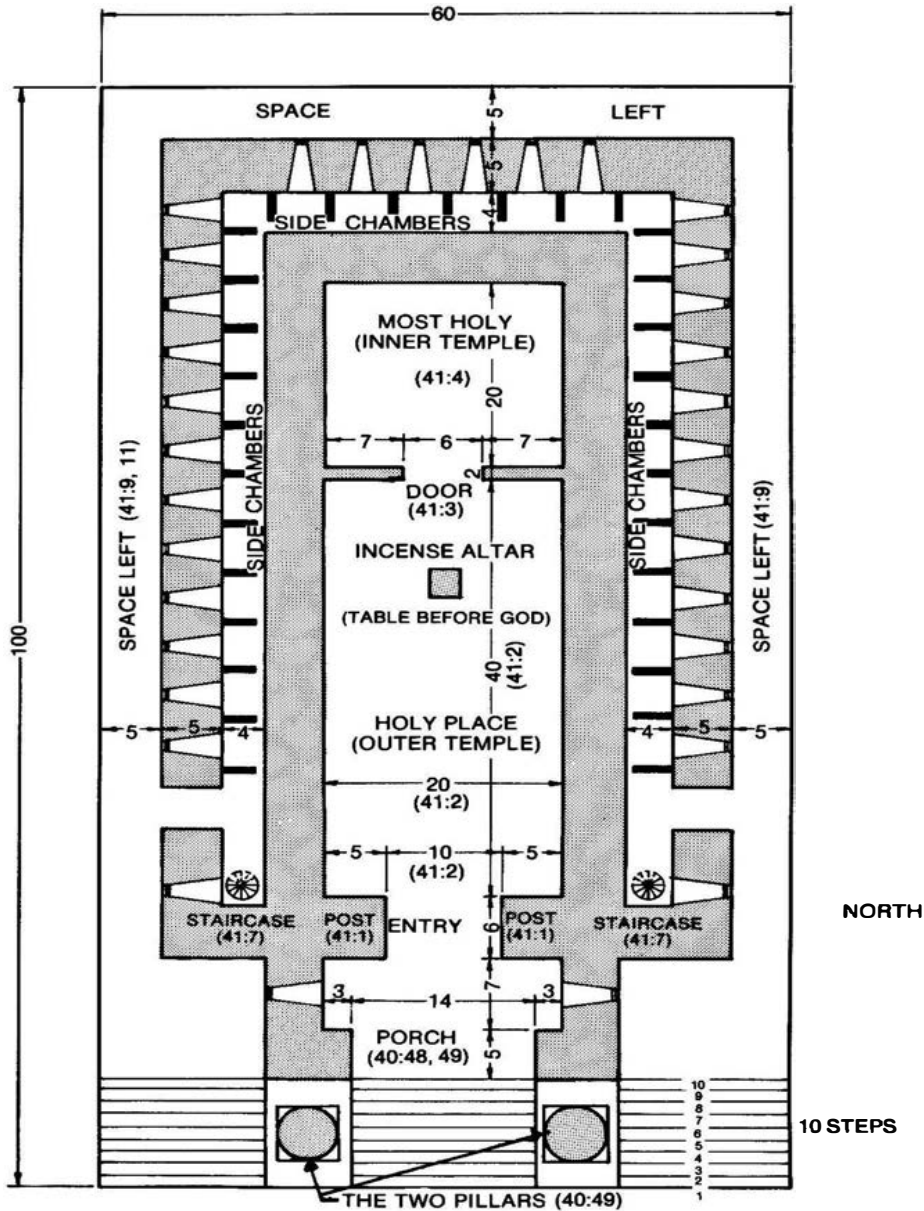 60
SPACE
5
LEFT
5
4
SIDE CHAMBERS
MOST HOLY
(INNER TEMPLE)
(41:4)
20
7
6
7
2
DOOR
(41:3)
INCENSE ALTAR
(TABLE BEFORE GOD)
40
(41:2)
HOLY PLACE
(OUTER TEMPLE)
100
SPACE LEFT (41:9, 11)
SIDE CHAMBERS
SIDE CHAMBERS
SPACE LEFT (41:9)
5
5
4
4
5
5
20
(41:2)
5
10
(41:2)
5
STAIRCASE
(41:7)
POST
(41:1)
ENTRY
POST
(41:1)
6
STAIRCASE
(41:7)
NORTH
3
14
7
3
PORCH
(40:48, 49)
5
10
9
8
7
6
5
4
3
2
1
10 STEPS
THE TWO PILLARS (40:49)